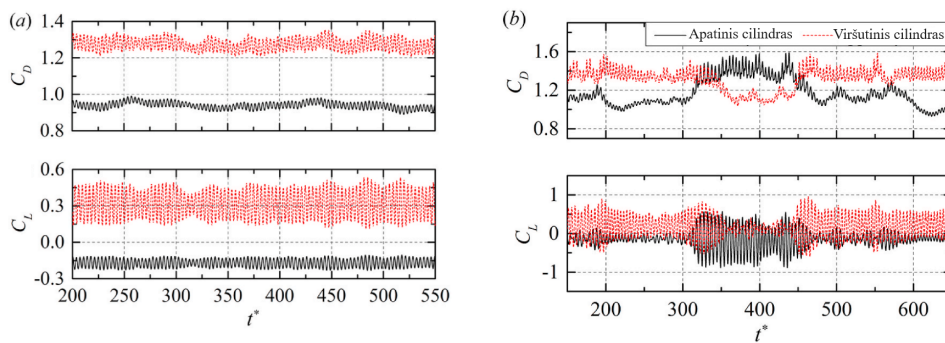 (a)
1.4
1.2
1.0
0.8
C_D
0.6
0.3
0.0
-0.3
C_L
200 250 300 350 400 450 500 550
t*
(b)
Apatinis cilindras Viršutinis cilindras
1.6
1.2
0.8
C_D
1
0
-1
C_L
200 300 400 500 600
t*